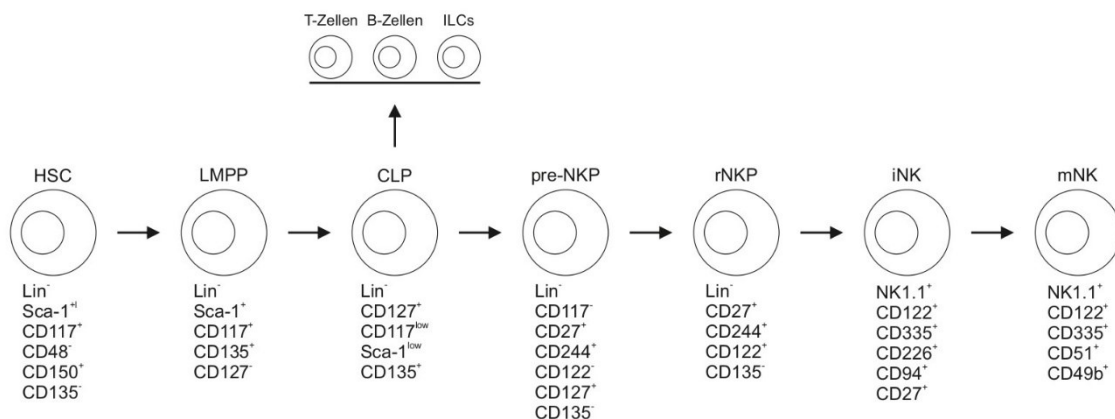 T-Zellen B-Zellen ILCs
HSC LMPP CLP pre-NKP rNKP iNK mNK
Lin⁻
Sca-1⁺ˡ
CD117⁺
CD48⁻
CD150⁺
CD135⁻
Lin⁻
Sca-1⁺
CD117⁺
CD135⁺
CD127⁻
Lin⁻
CD127⁺
CD117ˡᵒʷ
Sca-1ˡᵒʷ
CD135⁺
Lin⁻
CD117⁻
CD27⁺
CD244⁺
CD122⁻
CD127⁺
CD135⁻
Lin⁻
CD27⁺
CD244⁺
CD122⁺
CD135⁻
NK1.1⁺
CD122⁺
CD335⁺
CD226⁺
CD94⁺
CD27⁺
NK1.1⁺
CD122⁺
CD335⁺
CD51⁺
CD49b⁺